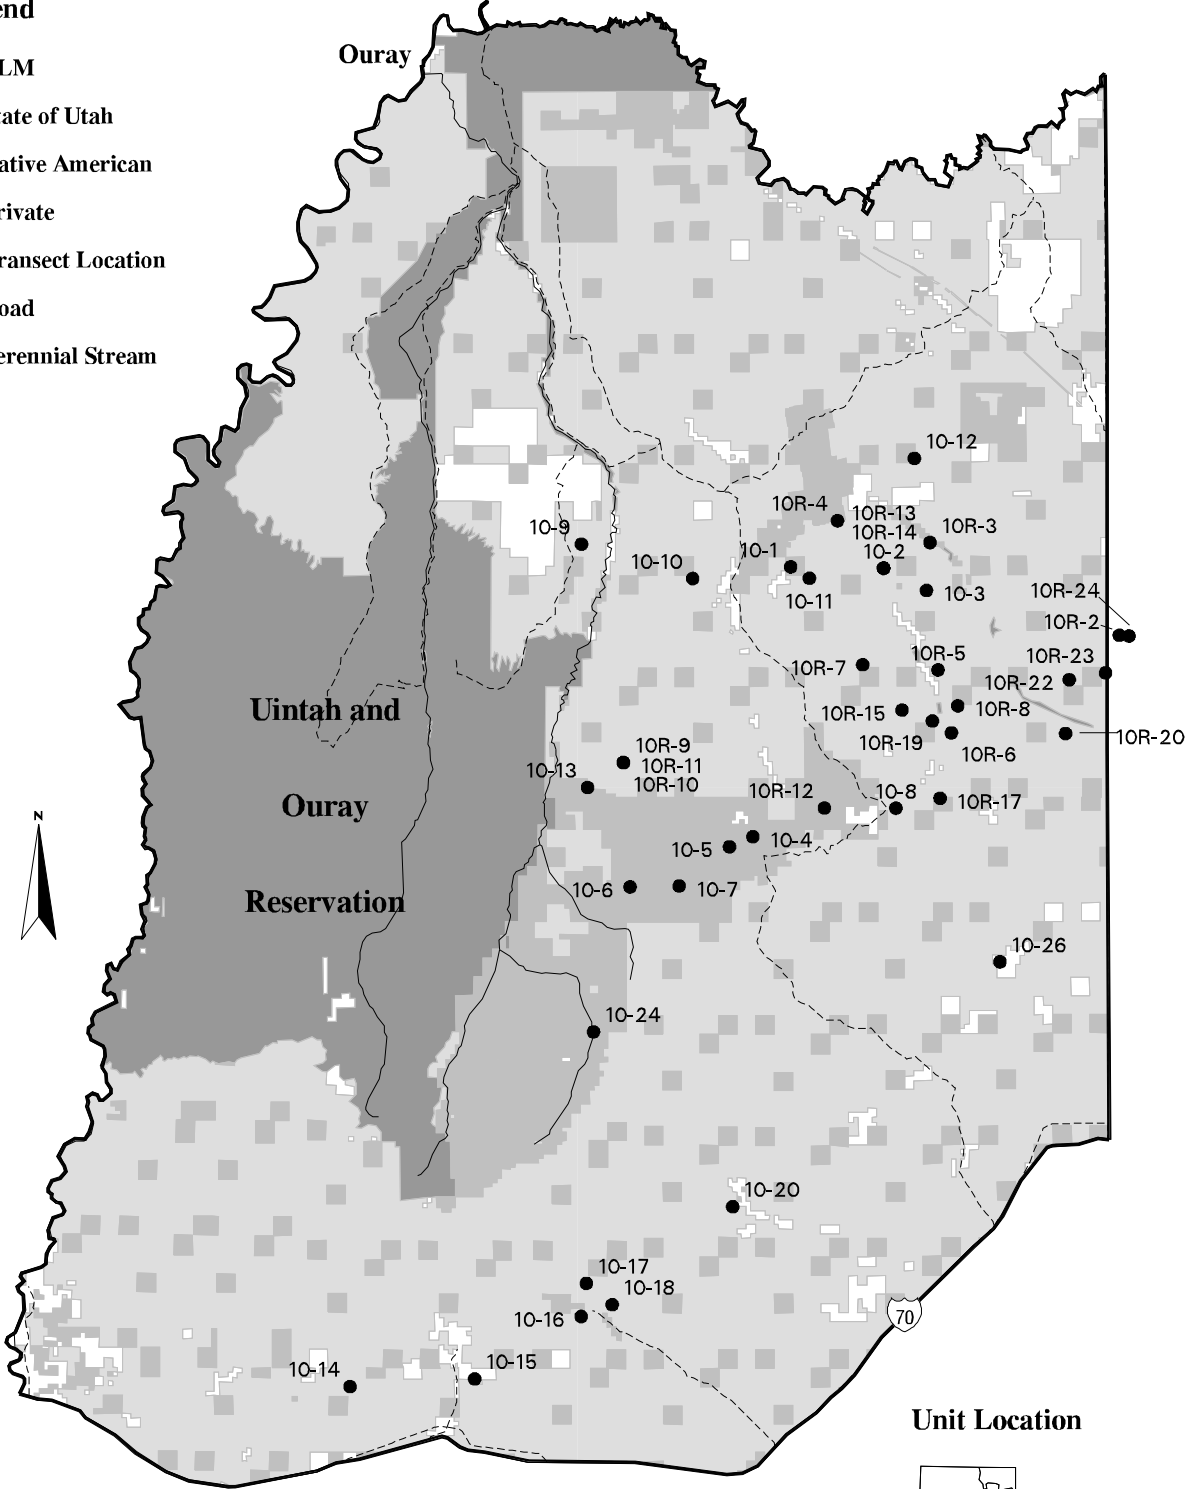 end
LM
tate of Utah
ative American
rivate
ransect Location
oad
erennial Stream
Ouray
10-12
10R-4
10R-13
10R-14
10R-3
10-9
10-1
10-2
10-10
10-11
10-3
10R-24
10R-2
10R-5
10R-23
10R-7
10R-22
10R-8
10R-15
Uintah and
10R-19
10R-20
10R-9
10R-6
10R-11
10-13
10R-10
10R-12
10-8
10R-17
Ouray
N
10-4
10-5
10-6
10-7
Reservation
10-26
10-24
10-20
10-17
10-18
10-16
70
10-14
10-15
Unit Location